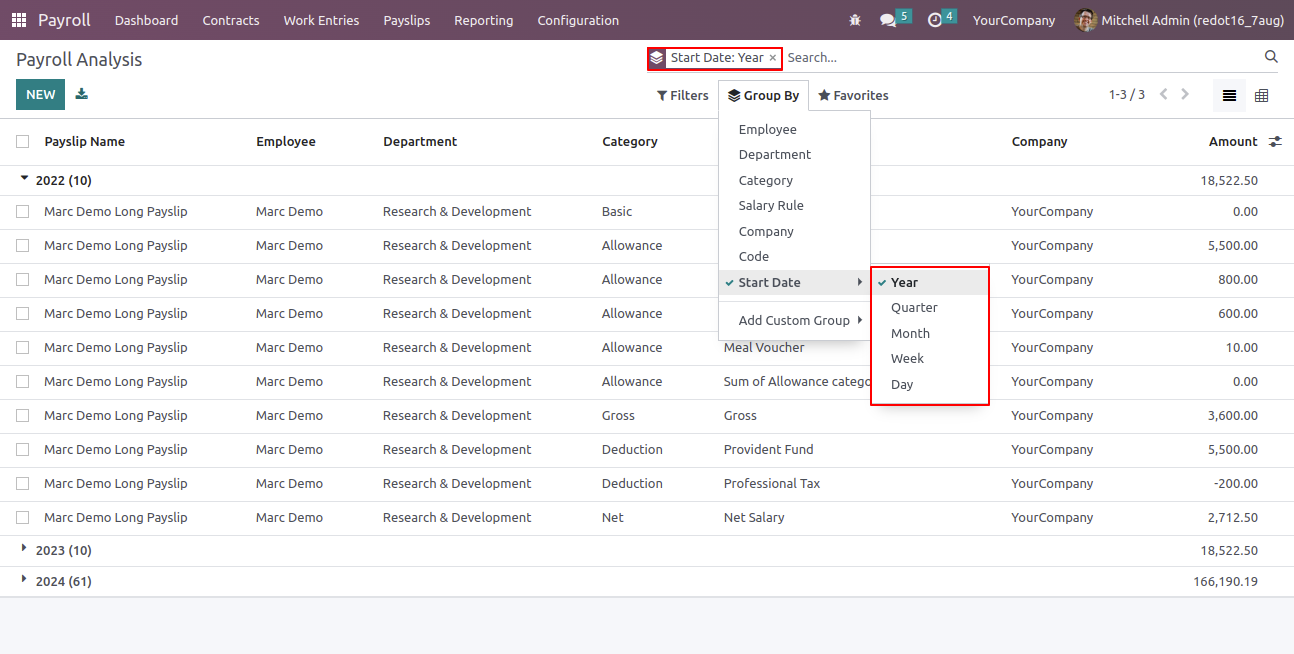 Payroll Dashboard Contracts Work Entries Payslips Reporting Configuration 5 4 YourCompany Mitchell Admin (redot16_7aug)
Payroll Analysis Start Date: Year × Search...
NEW Filters Group By Favorites 1-3 / 3
Employee
Department
Category
Salary Rule
Company
Code
Start Date
Add Custom Group
Year
Quarter
Month
Week
Day
Payslip Name Employee Department Category Company Amount
2022 (10) 18,522.50
Marc Demo Long Payslip Marc Demo Research & Development Basic YourCompany 0.00
Marc Demo Long Payslip Marc Demo Research & Development Allowance YourCompany 5,500.00
Marc Demo Long Payslip Marc Demo Research & Development Allowance YourCompany 800.00
Marc Demo Long Payslip Marc Demo Research & Development Allowance YourCompany 600.00
Marc Demo Long Payslip Marc Demo Research & Development Allowance Meal Voucher YourCompany 10.00
Marc Demo Long Payslip Marc Demo Research & Development Allowance Sum of Allowance catego YourCompany 0.00
Marc Demo Long Payslip Marc Demo Research & Development Gross Gross YourCompany 3,600.00
Marc Demo Long Payslip Marc Demo Research & Development Deduction Provident Fund YourCompany 5,500.00
Marc Demo Long Payslip Marc Demo Research & Development Deduction Professional Tax YourCompany -200.00
Marc Demo Long Payslip Marc Demo Research & Development Net Net Salary YourCompany 2,712.50
2023 (10) 18,522.50
2024 (61) 166,190.19